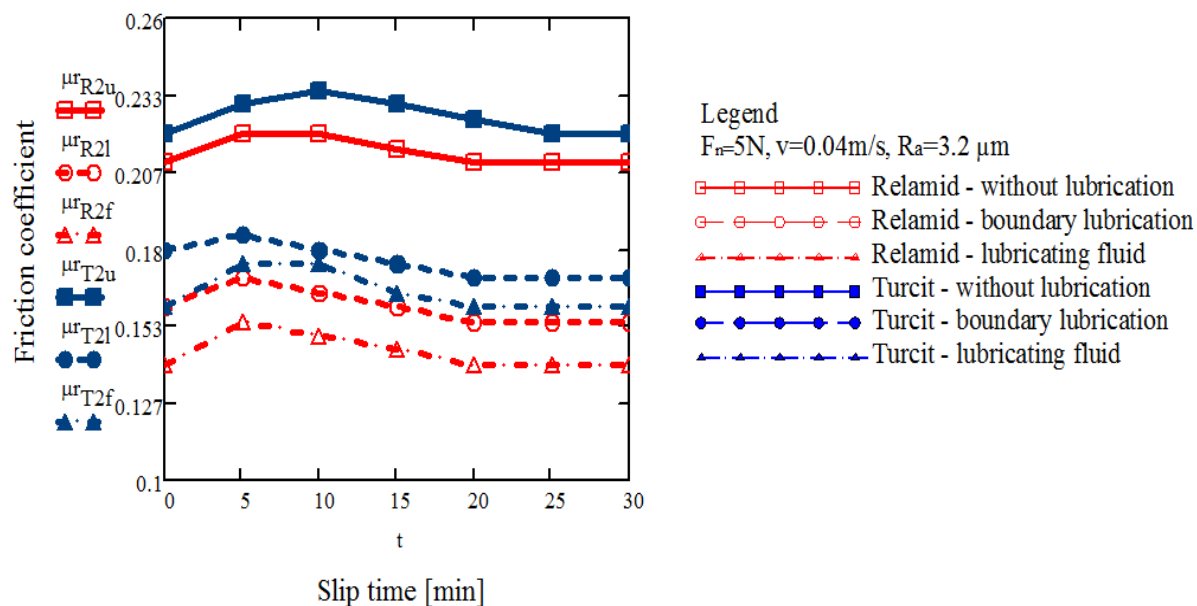 Friction coefficient
μr R2u
μr R2l
μr R2f
μr T2u
μr T2l
μr T2f
0.26
0.233
0.207
0.18
0.153
0.127
0.1
0 5 10 15 20 25 30
t
Slip time [min]
Legend
Fn=5N, v=0.04m/s, Ra=3.2 μm
Relamid - without lubrication
Relamid - boundary lubrication
Relamid - lubricating fluid
Turcit - without lubrication
Turcit - boundary lubrication
Turcit - lubricating fluid